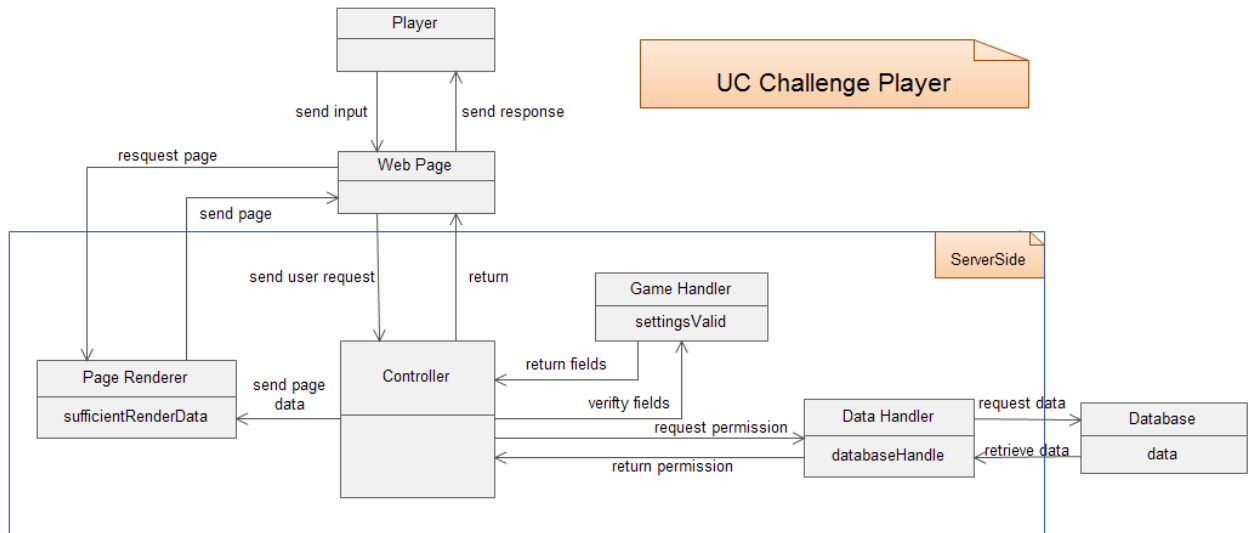 Player
UC Challenge Player
send input
send response
resquest page
Web Page
send page
ServerSide
send user request
return
Game Handler
settingsValid
Page Renderer
sufficientRenderData
send page
data
Controller
return fields
verifty fields
request permission
return permission
Data Handler
databaseHandle
request data
retrieve data
Database
data